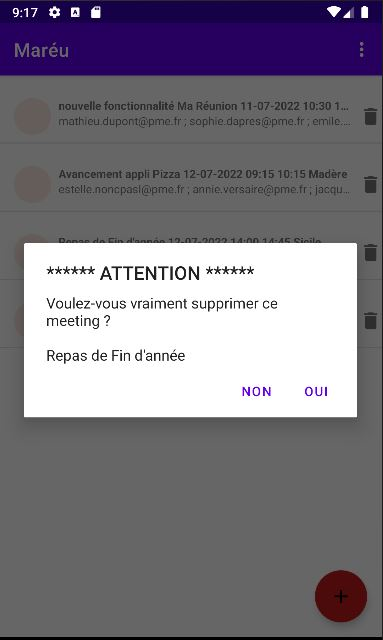 9:17
Maréu
nouvelle fonctionnalité Ma Réunion 11-07-2022 10:30 1...
mathieu.dupont@pme.fr ; sophie.dapres@pme.fr ; emile....
Avancement appli Pizza 12-07-2022 09:15 10:15 Madère
estelle.noncpasl@pme.fr ; annie.versaire@pme.fr ; jacqu...
Repas de Fin d'année 12-07-2022 14:00 14:45 Sicile
****** ATTENTION ******
Voulez-vous vraiment supprimer ce
meeting ?
Repas de Fin d'année
NON OUI